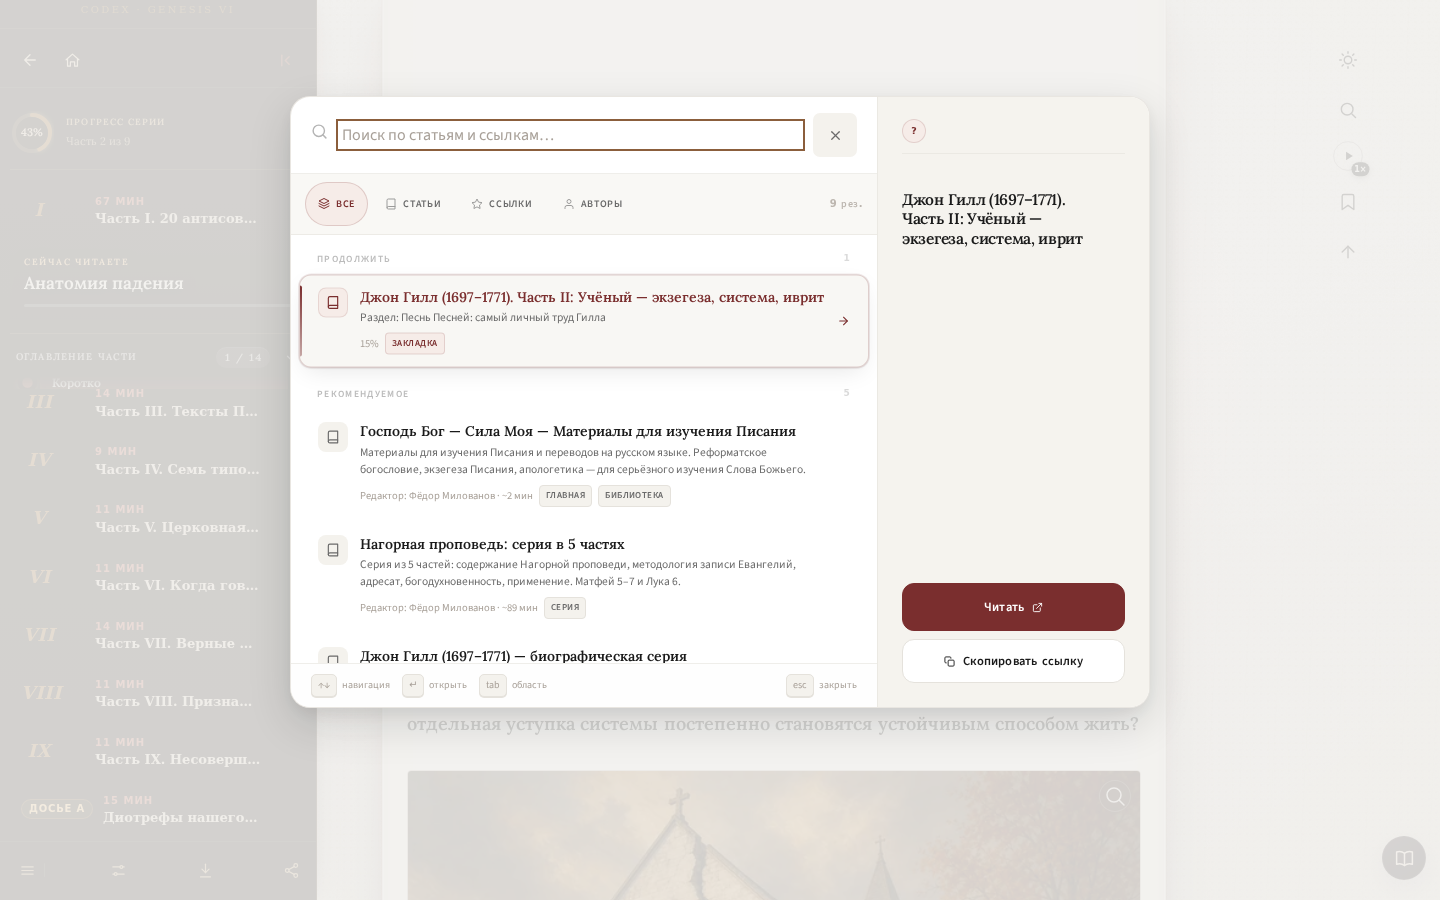 CODEX · GENESIS VI
43%
ПРОГРЕСС СЕРИИ
Часть 2 из 9
I
67 МИН
Часть I. 20 антисов...
СЕЙЧАС ЧИТАЕТЕ
Анатомия падения
ОГЛАВЛЕНИЕ ЧАСТИ
1 / 14
Коротко
III
14 МИН
Часть III. Тексты П...
IV
9 МИН
Часть IV. Семь типо...
V
11 МИН
Часть V. Церковная...
VI
11 МИН
Часть VI. Когда гов...
VII
14 МИН
Часть VII. Верные ...
VIII
11 МИН
Часть VIII. Призна...
IX
11 МИН
Часть IX. Несоверш...
ДОСЬЕ А
15 МИН
Диотрефы нашего...
Поиск по статьям и ссылкам…
ВСЕ
СТАТЬИ
ССЫЛКИ
АВТОРЫ
9 рез.
ПРОДОЛЖИТЬ
1
Джон Гилл (1697–1771). Часть II: Учёный — экзегеза, система, иврит
Раздел: Песнь Песней: самый личный труд Гилла
15% ЗАКЛАДКА
РЕКОМЕНДУЕМОЕ
5
Господь Бог — Сила Моя — Материалы для изучения Писания
Материалы для изучения Писания и переводов на русском языке. Реформатское
богословие, экзегеза Писания, апологетика — для серьёзного изучения Слова Божьего.
Редактор: Фёдор Милованов · ~2 мин ГЛАВНАЯ БИБЛИОТЕКА
Нагорная проповедь: серия в 5 частях
Серия из 5 частей: содержание Нагорной проповеди, методология записи Евангелий,
адресат, богодухновенность, применение. Матфей 5–7 и Лука 6.
Редактор: Фёдор Милованов · ~89 мин СЕРИЯ
Джон Гилл (1697–1771) — биографическая серия
навигация
открыть
tab область
esc закрыть
?
Джон Гилл (1697–1771).
Часть II: Учёный —
экзегеза, система, иврит
Читать
Скопировать ссылку
1×
отдельная уступка системы постепенно становятся устойчивым способом жить?